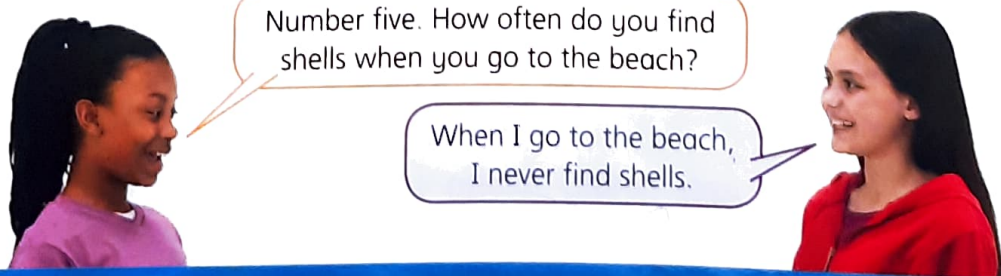 Number five. How often do you find
shells when you go to the beach?
When I go to the beach,
I never find shells.